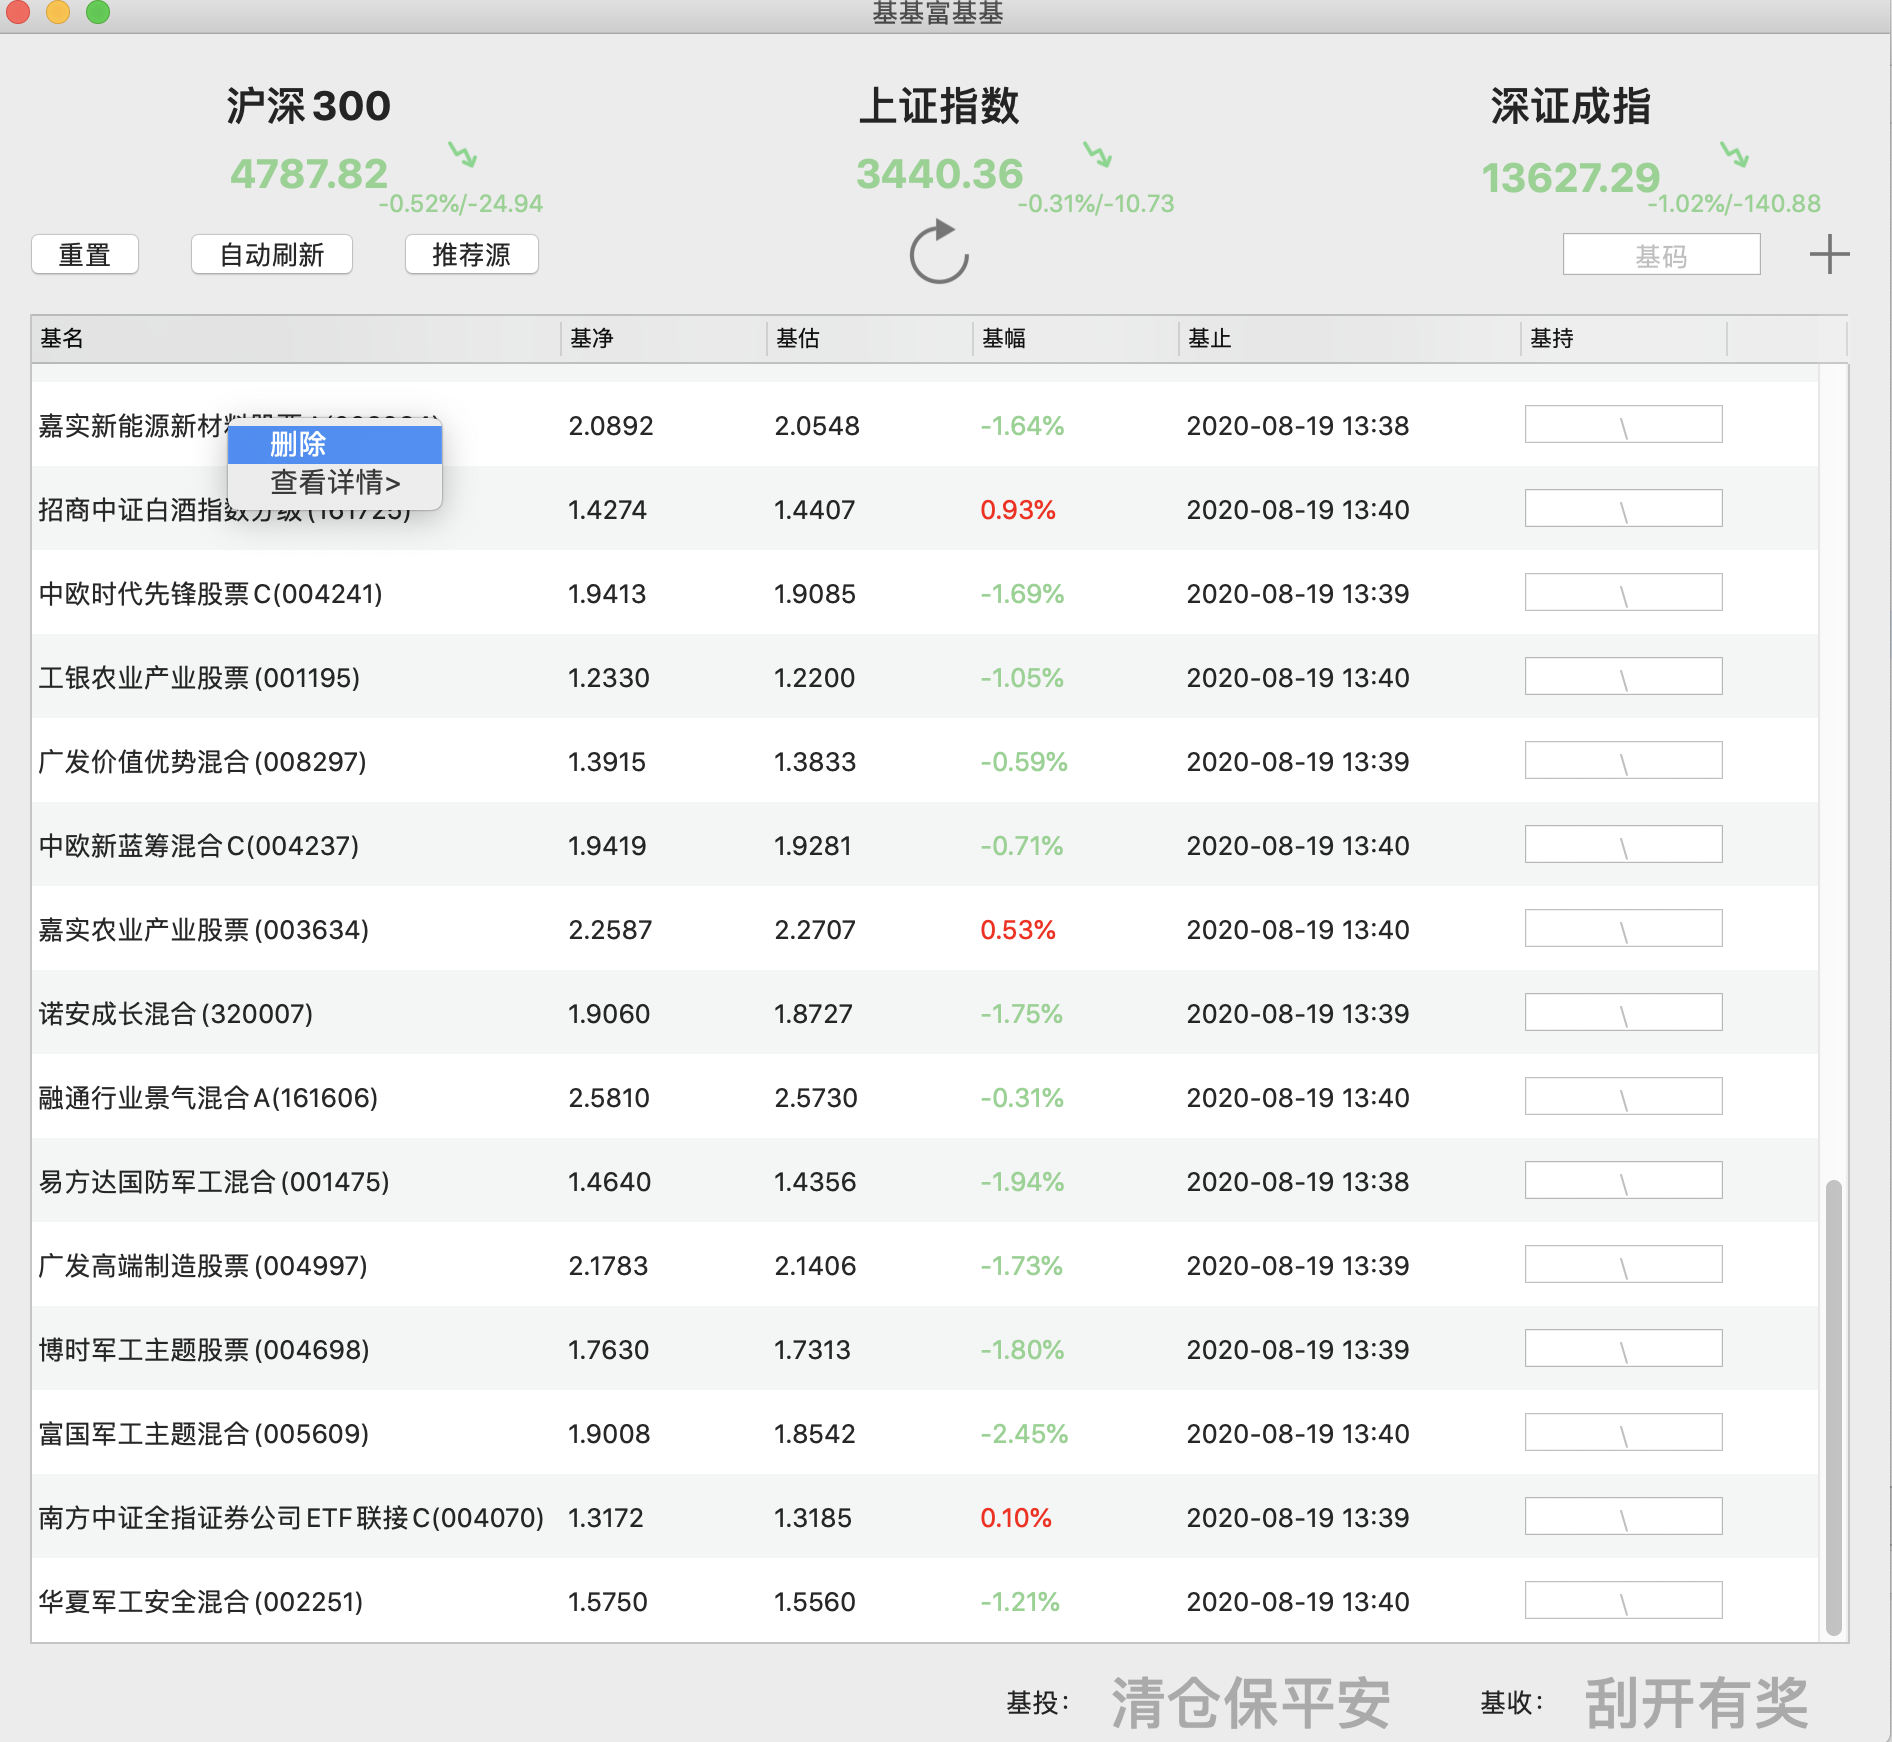 基基富基基
沪深300 上证指数 深证成指
4787.82 -0.52%/-24.94 3440.36 -0.31%/-10.73 13627.29 -1.02%/-140.88
重置 自动刷新 推荐源 基码
基名 基净 基估 基幅 基止 基持
嘉实新能源新材 2.0892 2.0548 -1.64% 2020-08-19 13:38 \
删除
查看详情>
招商中证白酒指数分级(161725) 1.4274 1.4407 0.93% 2020-08-19 13:40 \
中欧时代先锋股票C(004241) 1.9413 1.9085 -1.69% 2020-08-19 13:39 \
工银农业产业股票(001195) 1.2330 1.2200 -1.05% 2020-08-19 13:40 \
广发价值优势混合(008297) 1.3915 1.3833 -0.59% 2020-08-19 13:39 \
中欧新蓝筹混合C(004237) 1.9419 1.9281 -0.71% 2020-08-19 13:40 \
嘉实农业产业股票(003634) 2.2587 2.2707 0.53% 2020-08-19 13:40 \
诺安成长混合(320007) 1.9060 1.8727 -1.75% 2020-08-19 13:39 \
融通行业景气混合A(161606) 2.5810 2.5730 -0.31% 2020-08-19 13:40 \
易方达国防军工混合(001475) 1.4640 1.4356 -1.94% 2020-08-19 13:38 \
广发高端制造股票(004997) 2.1783 2.1406 -1.73% 2020-08-19 13:39 \
博时军工主题股票(004698) 1.7630 1.7313 -1.80% 2020-08-19 13:39 \
富国军工主题混合(005609) 1.9008 1.8542 -2.45% 2020-08-19 13:40 \
南方中证全指证券公司ETF联接C(004070) 1.3172 1.3185 0.10% 2020-08-19 13:39 \
华夏军工安全混合(002251) 1.5750 1.5560 -1.21% 2020-08-19 13:40 \
基投: 清仓保平安 基收: 刮开有奖